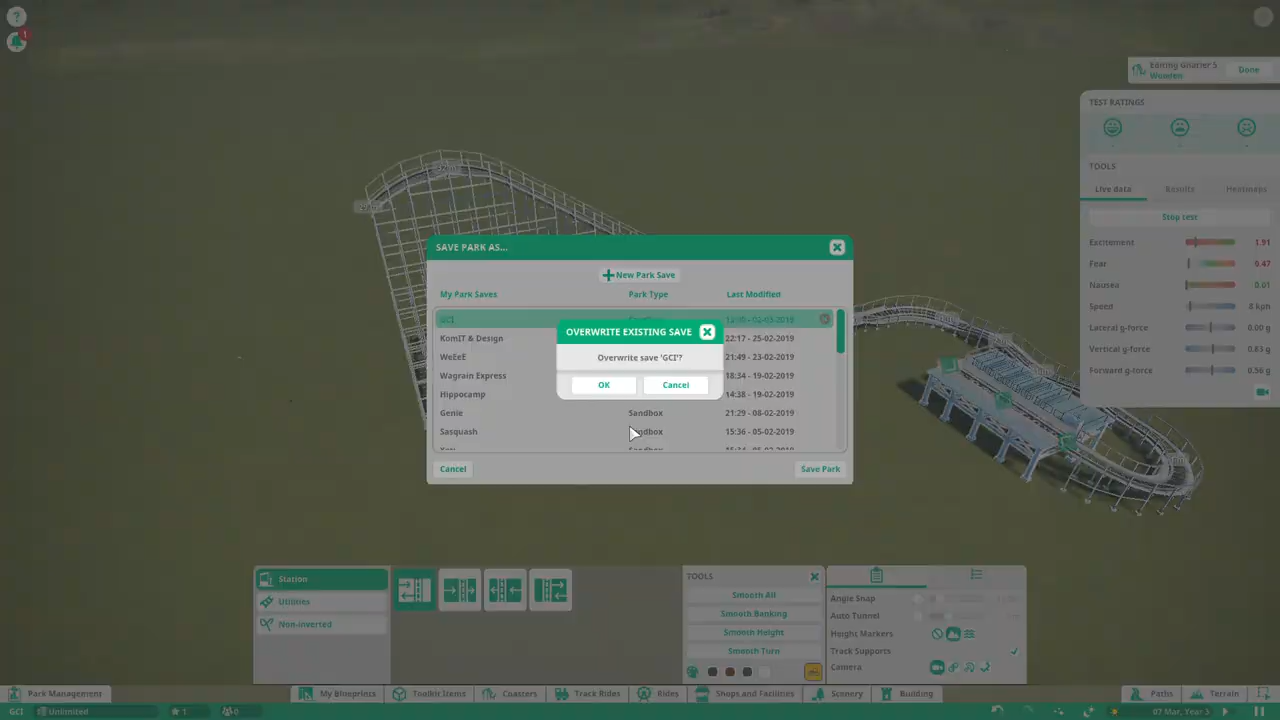 ?
1
Editing Gnarler 5
Wooden
Done
TEST RATINGS
TOOLS
Live data
Results
Heatmaps
Stop test
Excitement 1.91
Fear 0.47
Nausea 0.01
Speed 8 kph
Lateral g-force 0.00 g
Vertical g-force 0.83 g
Forward g-force 0.56 g
SAVE PARK AS...
New Park Save
My Park Saves Park Type Last Modified
GCI
KomIT & Design 22:17 - 25-02-2019
WeEeE 21:49 - 23-02-2019
Wagrain Express 18:34 - 19-02-2019
Hippocamp 14:38 - 19-02-2019
Genie Sandbox 21:29 - 08-02-2019
Sasquash 15:36 - 05-02-2019
Cancel
Save Park
OVERWRITE EXISTING SAVE
Overwrite save 'GCI'?
OK
Cancel
Station
Utilities
Non-inverted
TOOLS
Smooth All
Smooth Banking
Smooth Height
Smooth Turn
Angle Snap
Auto Tunnel
Height Markers
Track Supports
Camera
Park Management
My Blueprints
Toolkit Items
Coasters
Track Rides
Rides
Shops and Facilities
Scenery
Building
Paths
Terrain
GCI
Unlimited
1
0
07 Mar, Year 3